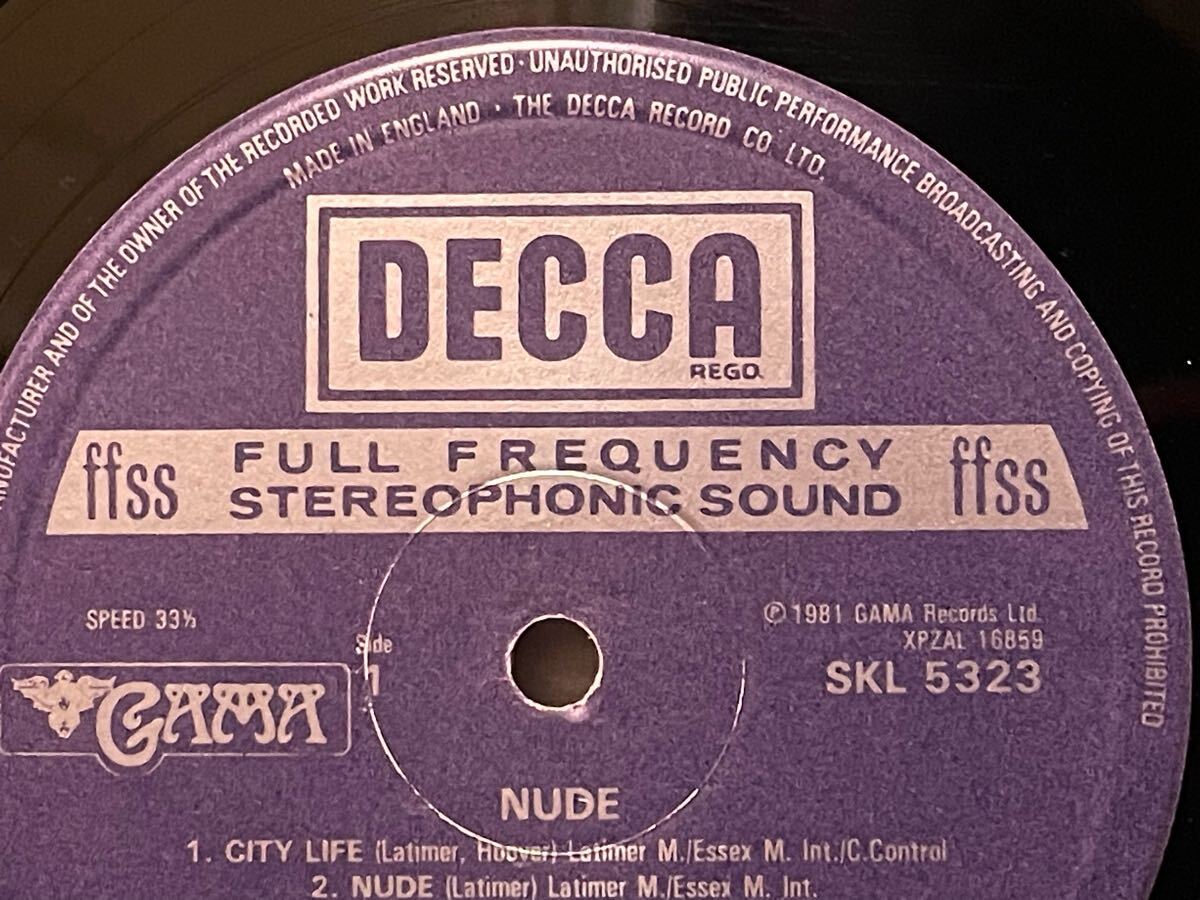 MANUFACTURER AND OF THE OWNER OF THE RECORDED WORK RESERVED · UNAUTHORISED PUBLIC PERFORMANCE BROADCASTING AND COPYING OF THIS RECORD PROHIBITED
MADE IN ENGLAND · THE DECCA RECORD CO. LTD.
DECCA
REGD.
ffss FULL FREQUENCY STEREOPHONIC SOUND ffss
SPEED 33⅓
Side
1
GAMA
℗ 1981 GAMA Records Ltd.
XPZAL 16859
SKL 5323
NUDE
1. CITY LIFE (Latimer, Hoover) Latimer M./Essex M. Int./C.Control
2. NUDE (Latimer) Latimer M./Essex M. Int.